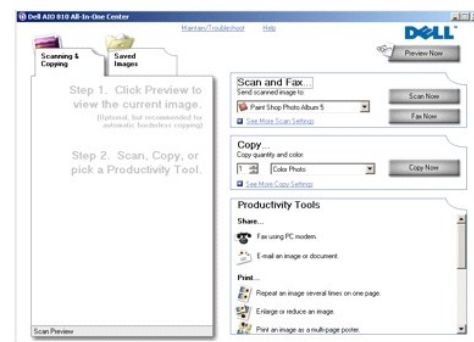 Dell AIO 810 All-In-One Center
Maintain/Troubleshoot Help
DELL
Preview Now
Scanning & Copying
Saved Images
Step 1. Click Preview to
view the current image.
(Optional, but recommended for
automatic borderless copying)
Step 2. Scan, Copy, or
pick a Productivity Tool.
Scan Preview
Scan and Fax...
Send scanned image to:
Paint Shop Photo Album 5
See More Scan Settings
Scan Now
Fax Now
Copy...
Copy quantity and color.
1 Color Photo
See More Copy Settings
Copy Now
Productivity Tools
Share...
Fax using PC modem.
E-mail an image or document.
Print...
Repeat an image several times on one page.
Enlarge or reduce an image.
Print an image as a multi-page poster.